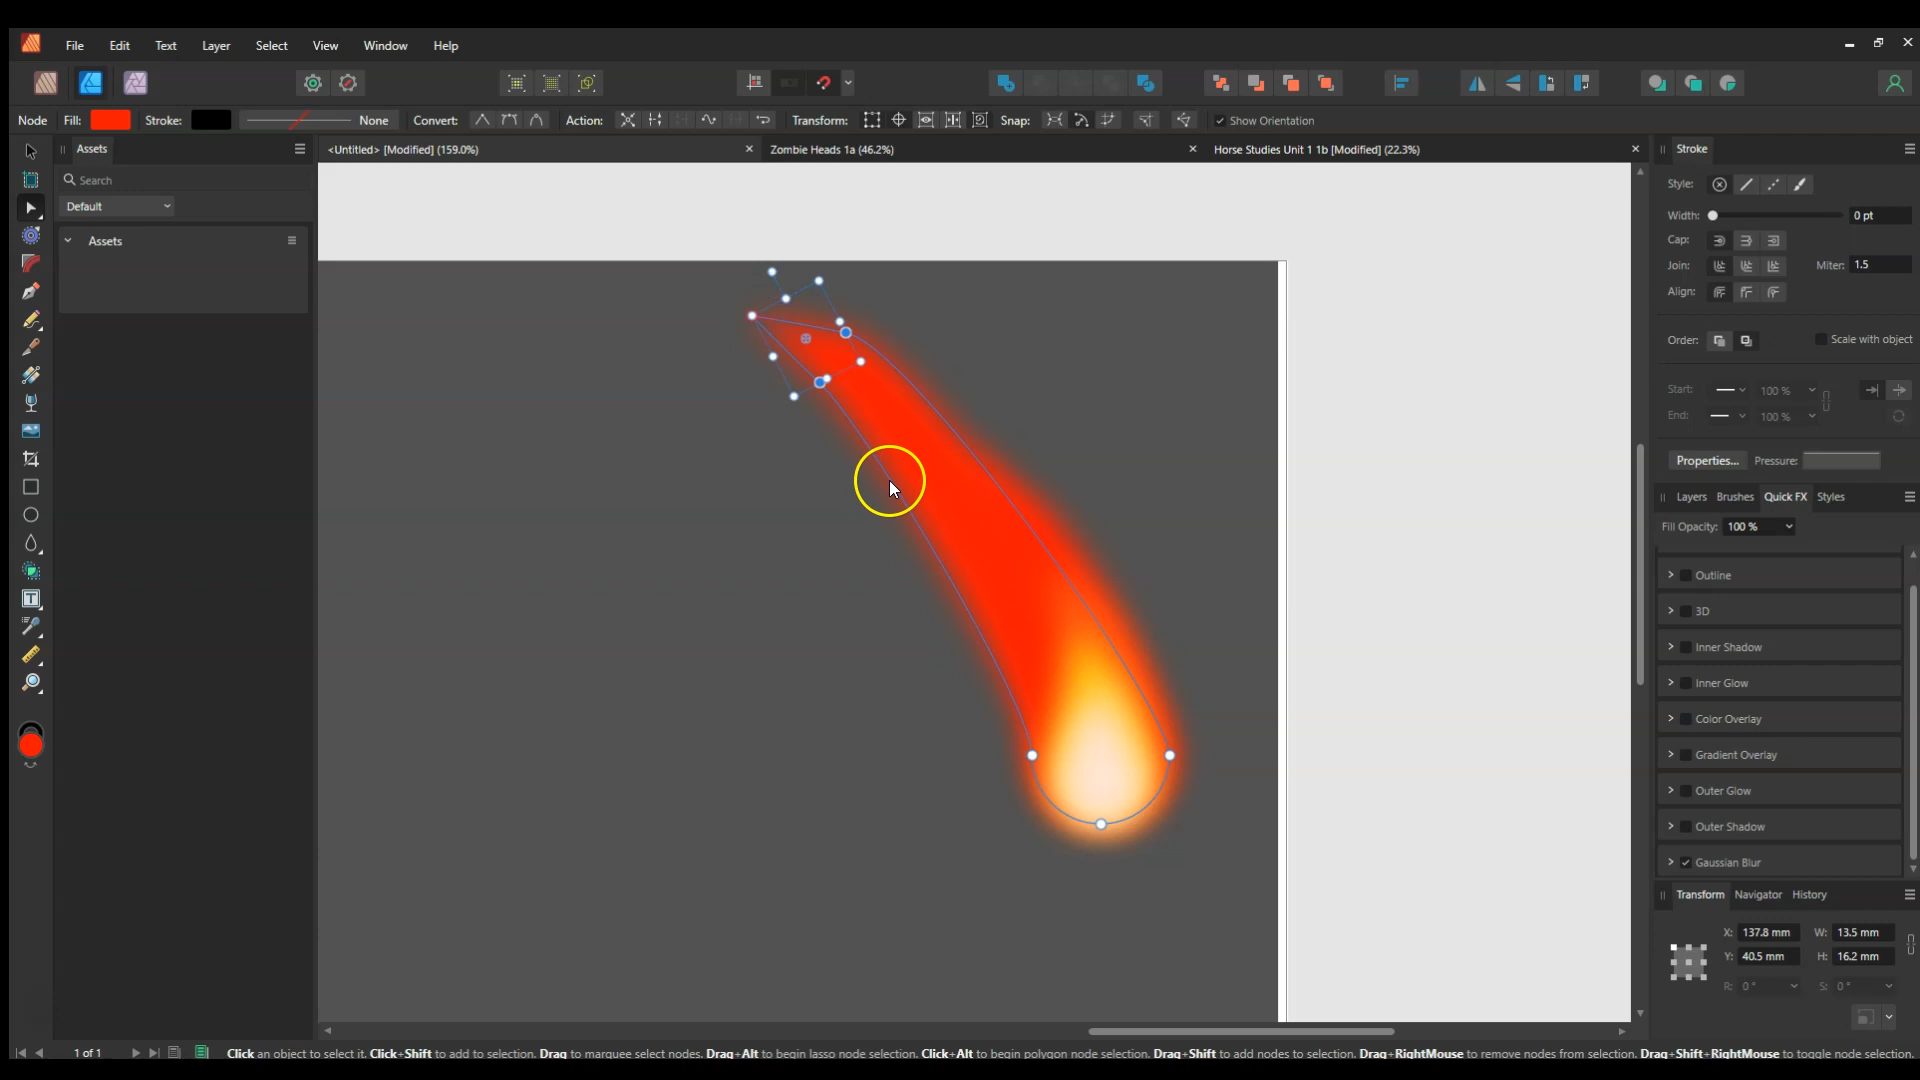 File Edit Text Layer Select View Window Help
Node Fill: Stroke: None Convert: Action: Transform: Snap: Show Orientation
Assets
<Untitled> [Modified] (159.0%) Zombie Heads 1a (46.2%) Horse Studies Unit 1 1b [Modified] (22.3%)
Stroke
Search
Style:
Default
Width: 0 pt
Assets
Cap:
Join: Miter: 1.5
Align:
Order: Scale with object
Start: 100 %
End: 100 %
Properties... Pressure:
Layers Brushes Quick FX Styles
Fill Opacity: 100 %
Outline
3D
Inner Shadow
Inner Glow
Color Overlay
Gradient Overlay
Outer Glow
Outer Shadow
Gaussian Blur
Transform Navigator History
X: 137.8 mm W: 13.5 mm
Y: 40.5 mm H: 16.2 mm
R: 0 ° S: 0 °
1 of 1 Click an object to select it. Click+Shift to add to selection. Drag to marquee select nodes. Drag+Alt to begin lasso node selection. Click+Alt to begin polygon node selection. Drag+Shift to add nodes to selection. Drag+RightMouse to remove nodes from selection. Drag+Shift+RightMouse to toggle node selection.